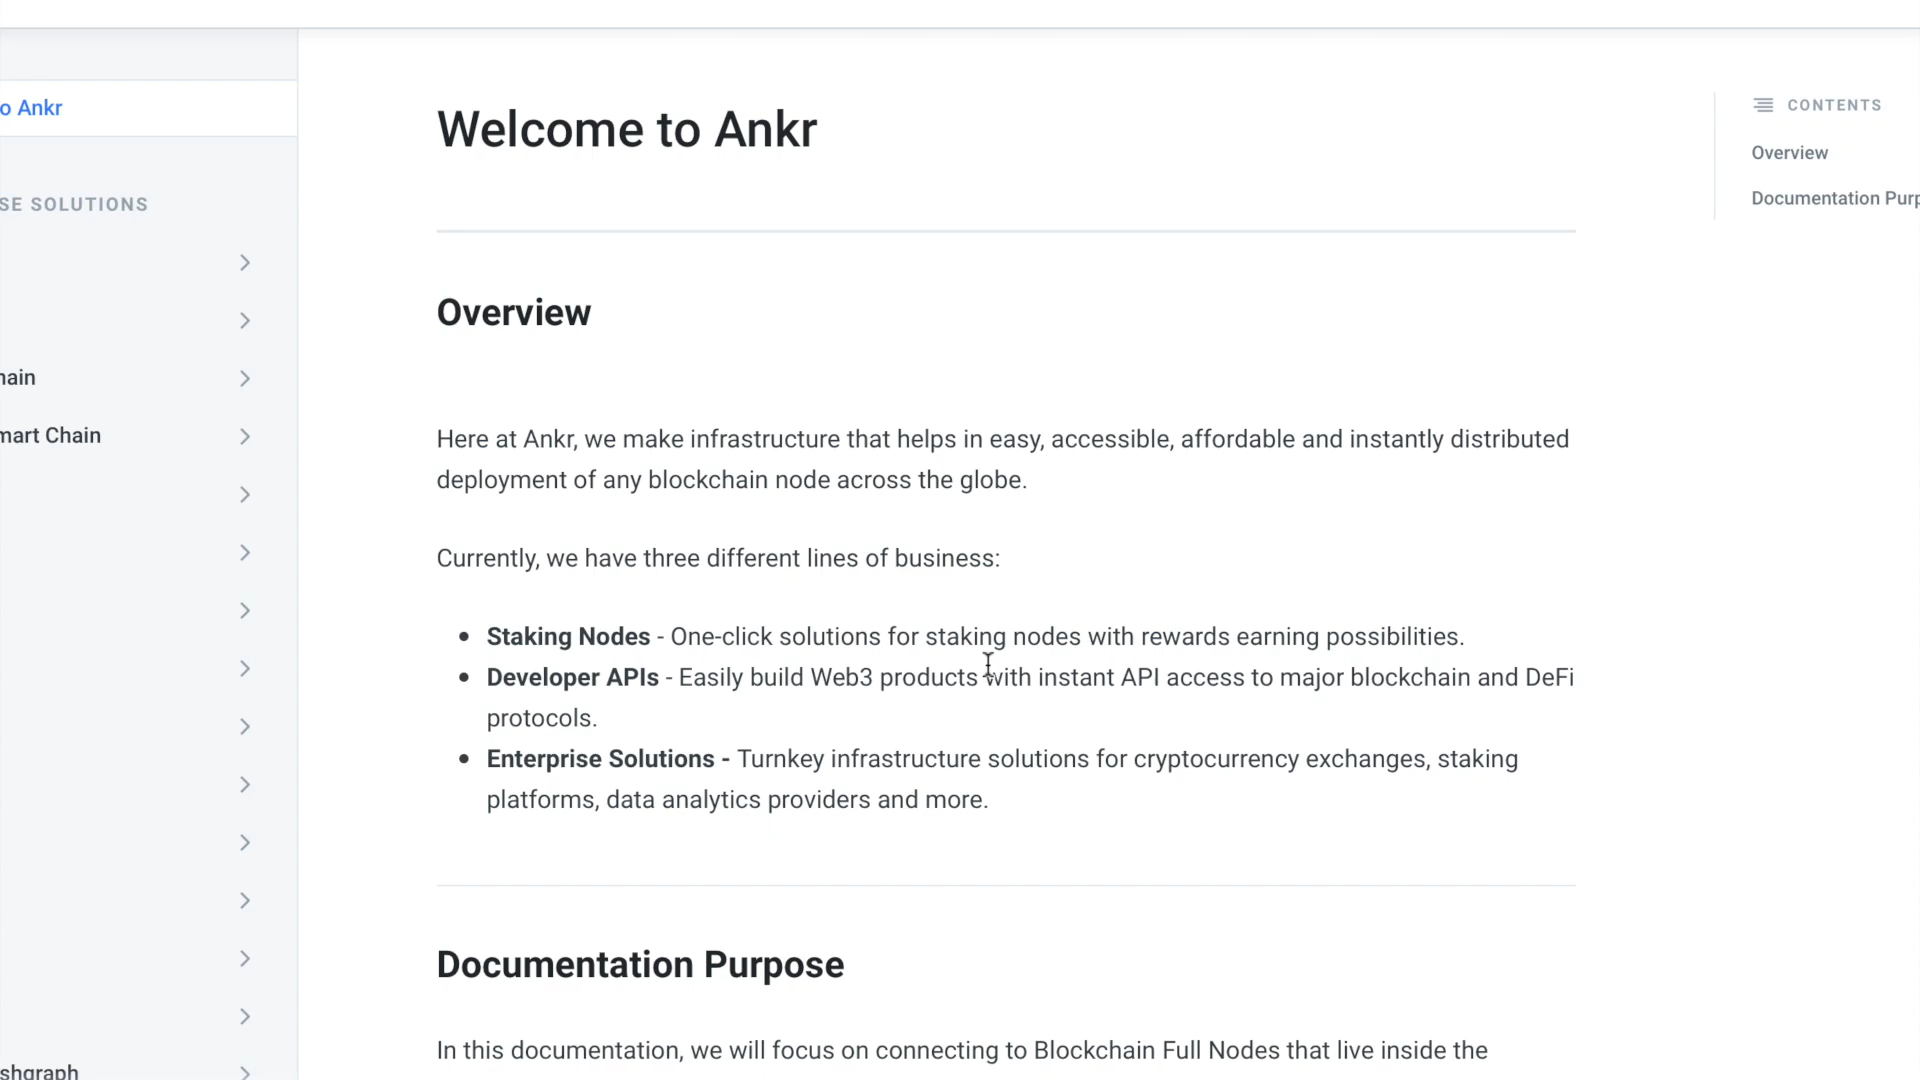 o Ankr
SE SOLUTIONS
hain
mart Chain
shgraph
Welcome to Ankr
Overview
Here at Ankr, we make infrastructure that helps in easy, accessible, affordable and instantly distributed
deployment of any blockchain node across the globe.
Currently, we have three different lines of business:
Staking Nodes - One-click solutions for staking nodes with rewards earning possibilities.
Developer APIs - Easily build Web3 products with instant API access to major blockchain and DeFi
protocols.
Enterprise Solutions - Turnkey infrastructure solutions for cryptocurrency exchanges, staking
platforms, data analytics providers and more.
Documentation Purpose
In this documentation, we will focus on connecting to Blockchain Full Nodes that live inside the
CONTENTS
Overview
Documentation Purp